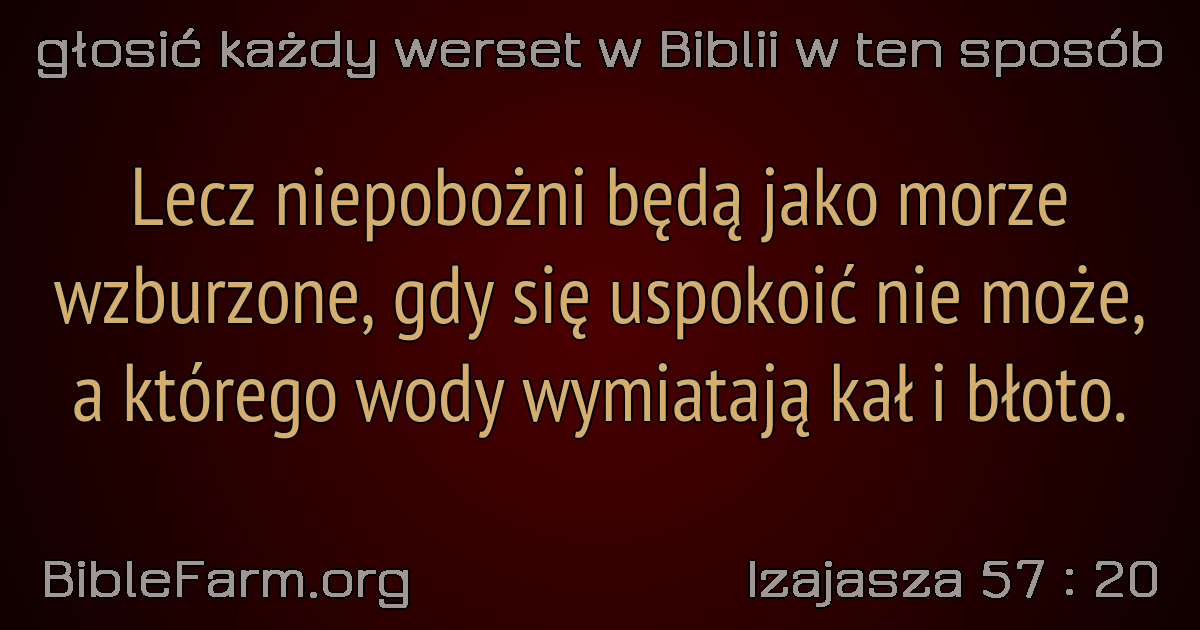 głosić każdy werset w Biblii w ten sposób
Lecz niepobożni będą jako morze
wzburzone, gdy się uspokoić nie może,
a którego wody wymiatają kał i błoto.
BibleFarm.org
Izajasza 57 : 20